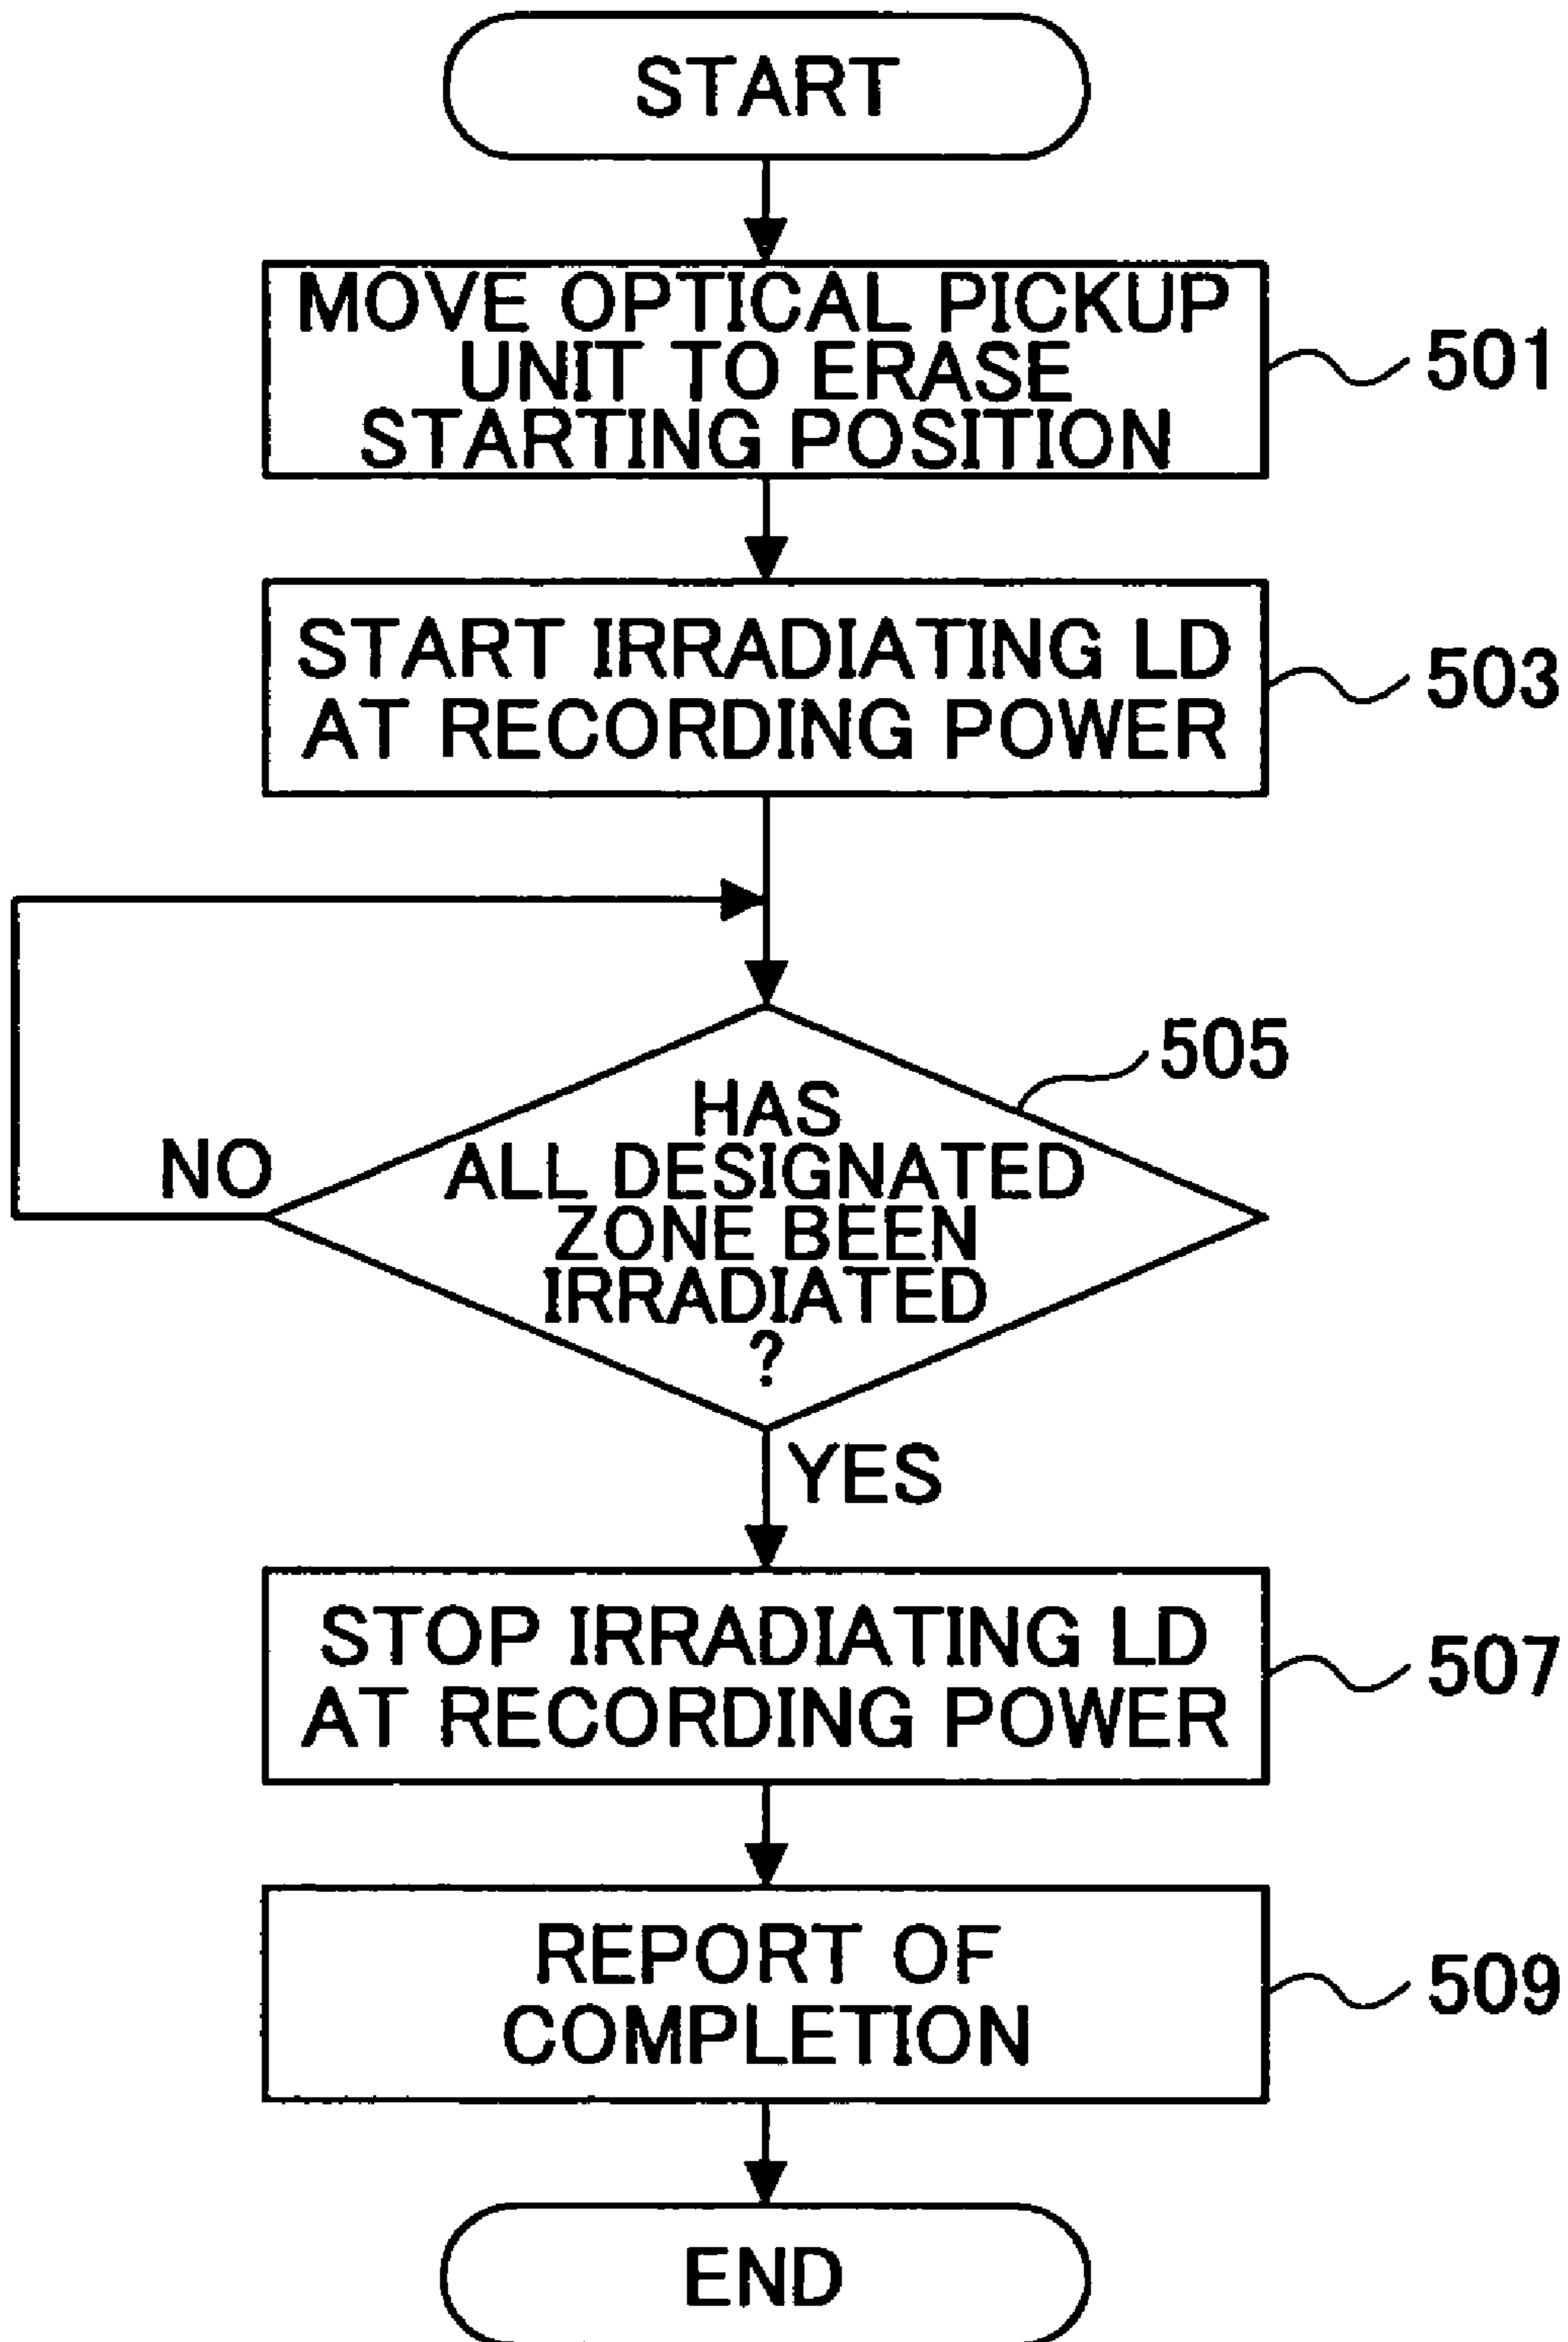 START
MOVE OPTICAL PICKUP
UNIT TO ERASE
STARTING POSITION
501
START IRRADIATING LD
AT RECORDING POWER
503
505
HAS
ALL DESIGNATED
ZONE BEEN
IRRADIATED
?
NO
YES
STOP IRRADIATING LD
AT RECORDING POWER
507
REPORT OF
COMPLETION
509
END